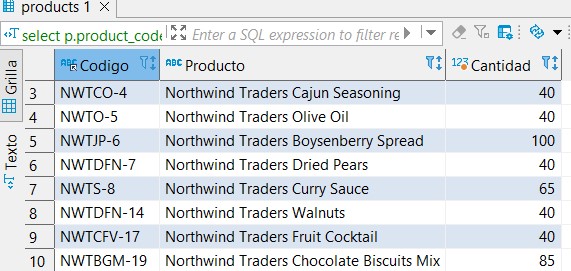 products 1
select p.product_code Enter a SQL expression to filter re
Codigo Producto Cantidad
3 NWTCO-4 Northwind Traders Cajun Seasoning 40
4 NWTO-5 Northwind Traders Olive Oil 40
5 NWTJP-6 Northwind Traders Boysenberry Spread 100
6 NWTDFN-7 Northwind Traders Dried Pears 40
7 NWTS-8 Northwind Traders Curry Sauce 65
8 NWTDFN-14 Northwind Traders Walnuts 40
9 NWTCFV-17 Northwind Traders Fruit Cocktail 40
10 NWTBGM-19 Northwind Traders Chocolate Biscuits Mix 85
Grilla
Texto